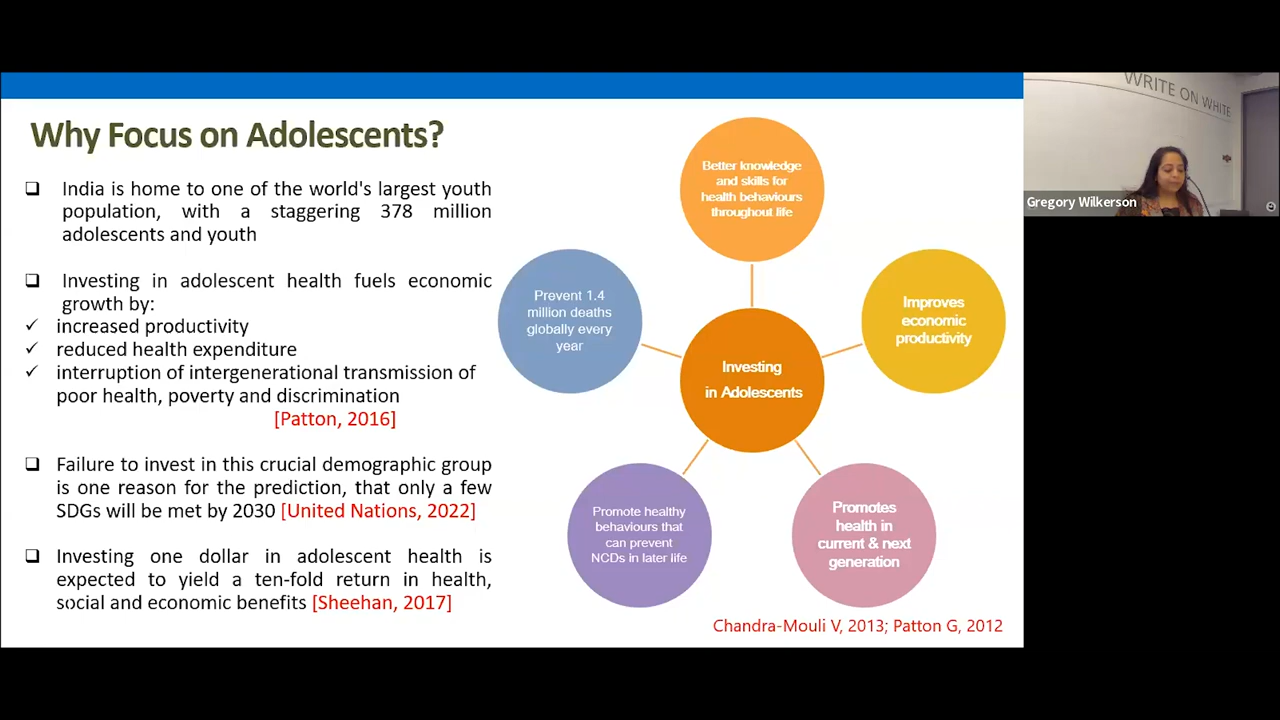 Why Focus on Adolescents?
India is home to one of the world's largest youth
population, with a staggering 378 million
adolescents and youth
Investing in adolescent health fuels economic
growth by:
increased productivity
reduced health expenditure
interruption of intergenerational transmission of
poor health, poverty and discrimination
[Patton, 2016]
Failure to invest in this crucial demographic group
is one reason for the prediction, that only a few
SDGs will be met by 2030 [United Nations, 2022]
Investing one dollar in adolescent health is
expected to yield a ten-fold return in health,
social and economic benefits [Sheehan, 2017]
Better knowledge
and skills for
health behaviours
throughout life
Prevent 1.4
million deaths
globally every
year
Improves
economic
productivity
Investing
in Adolescents
Promote healthy
behaviours that
can prevent
NCDs in later life
Promotes
health in
current & next
generation
Chandra-Mouli V, 2013; Patton G, 2012
WRITE ON WHITE
Gregory Wilkerson